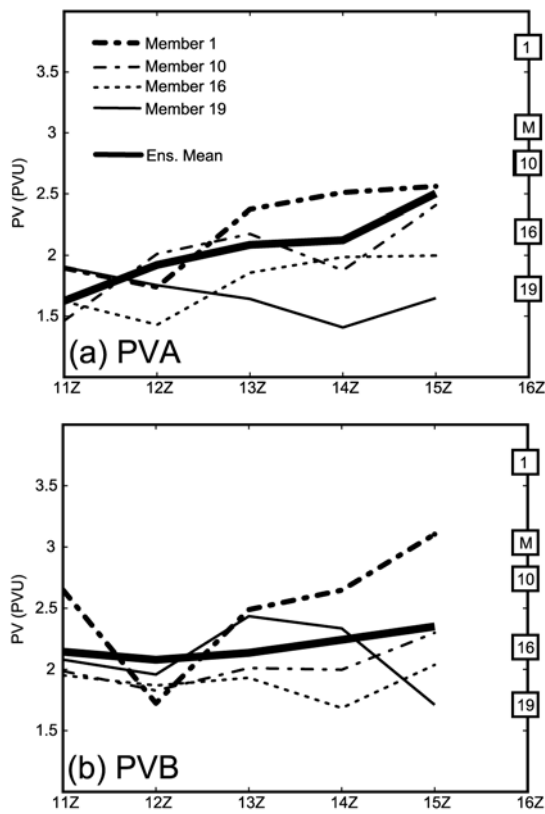 3.5
3
2.5
2
1.5
PV (PVU)
Member 1
Member 10
Member 16
Member 19
Ens. Mean
1
M
10
16
19
(a) PVA
11Z 12Z 13Z 14Z 15Z 16Z
3.5
3
2.5
2
1.5
PV (PVU)
1
M
10
16
19
(b) PVB
11Z 12Z 13Z 14Z 15Z 16Z